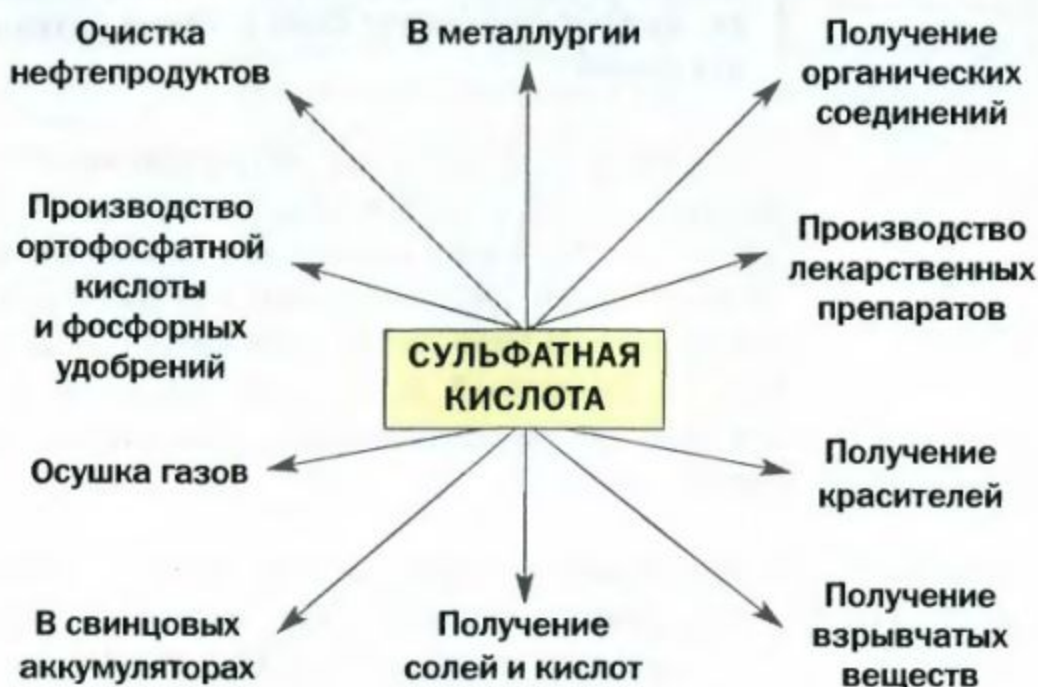 Очистка
нефтепродуктов
В металлургии
Получение
органических
соединений
Производство
ортофосфатной
кислоты
и фосфорных
удобрений
Производство
лекарственных
препаратов
СУЛЬФАТНАЯ
КИСЛОТА
Осушка газов
Получение
красителей
В свинцовых
аккумуляторах
Получение
солей и кислот
Получение
взрывчатых
веществ